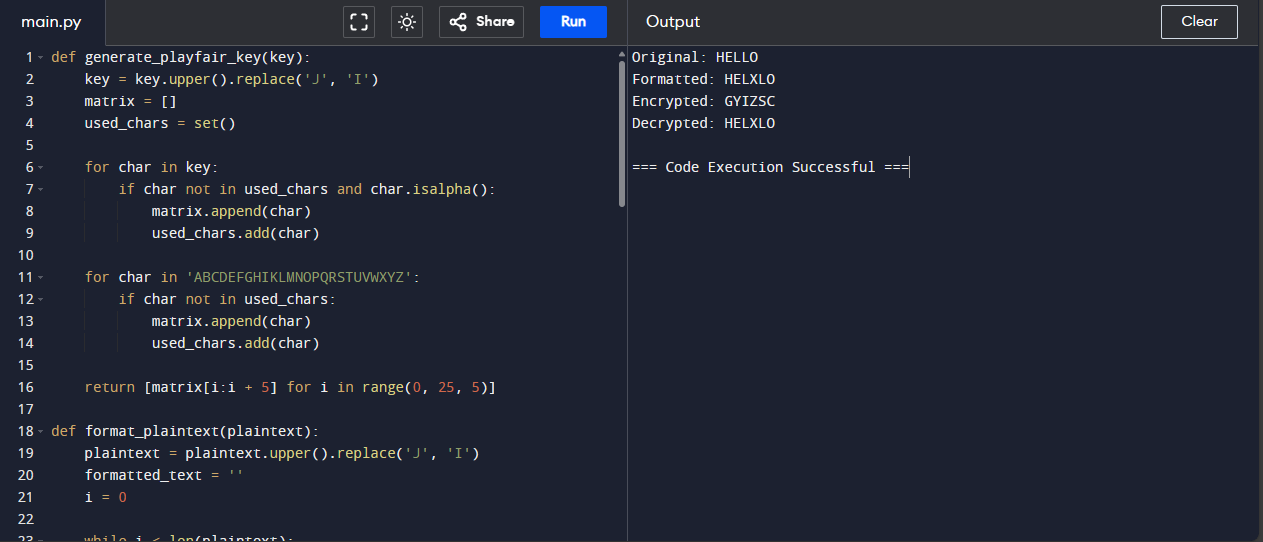 main.py
Share
Run
Output
Clear
1 def generate_playfair_key(key):
2     key = key.upper().replace('J', 'I')
3     matrix = []
4     used_chars = set()
5
6     for char in key:
7         if char not in used_chars and char.isalpha():
8             matrix.append(char)
9             used_chars.add(char)
10
11     for char in 'ABCDEFGHIKLMNOPQRSTUVWXYZ':
12         if char not in used_chars:
13             matrix.append(char)
14             used_chars.add(char)
15
16     return [matrix[i:i + 5] for i in range(0, 25, 5)]
17
18 def format_plaintext(plaintext):
19     plaintext = plaintext.upper().replace('J', 'I')
20     formatted_text = ''
21     i = 0
22
23     while i < len(plaintext):
Original: HELLO
Formatted: HELXLO
Encrypted: GYIZSC
Decrypted: HELXLO
=== Code Execution Successful ===